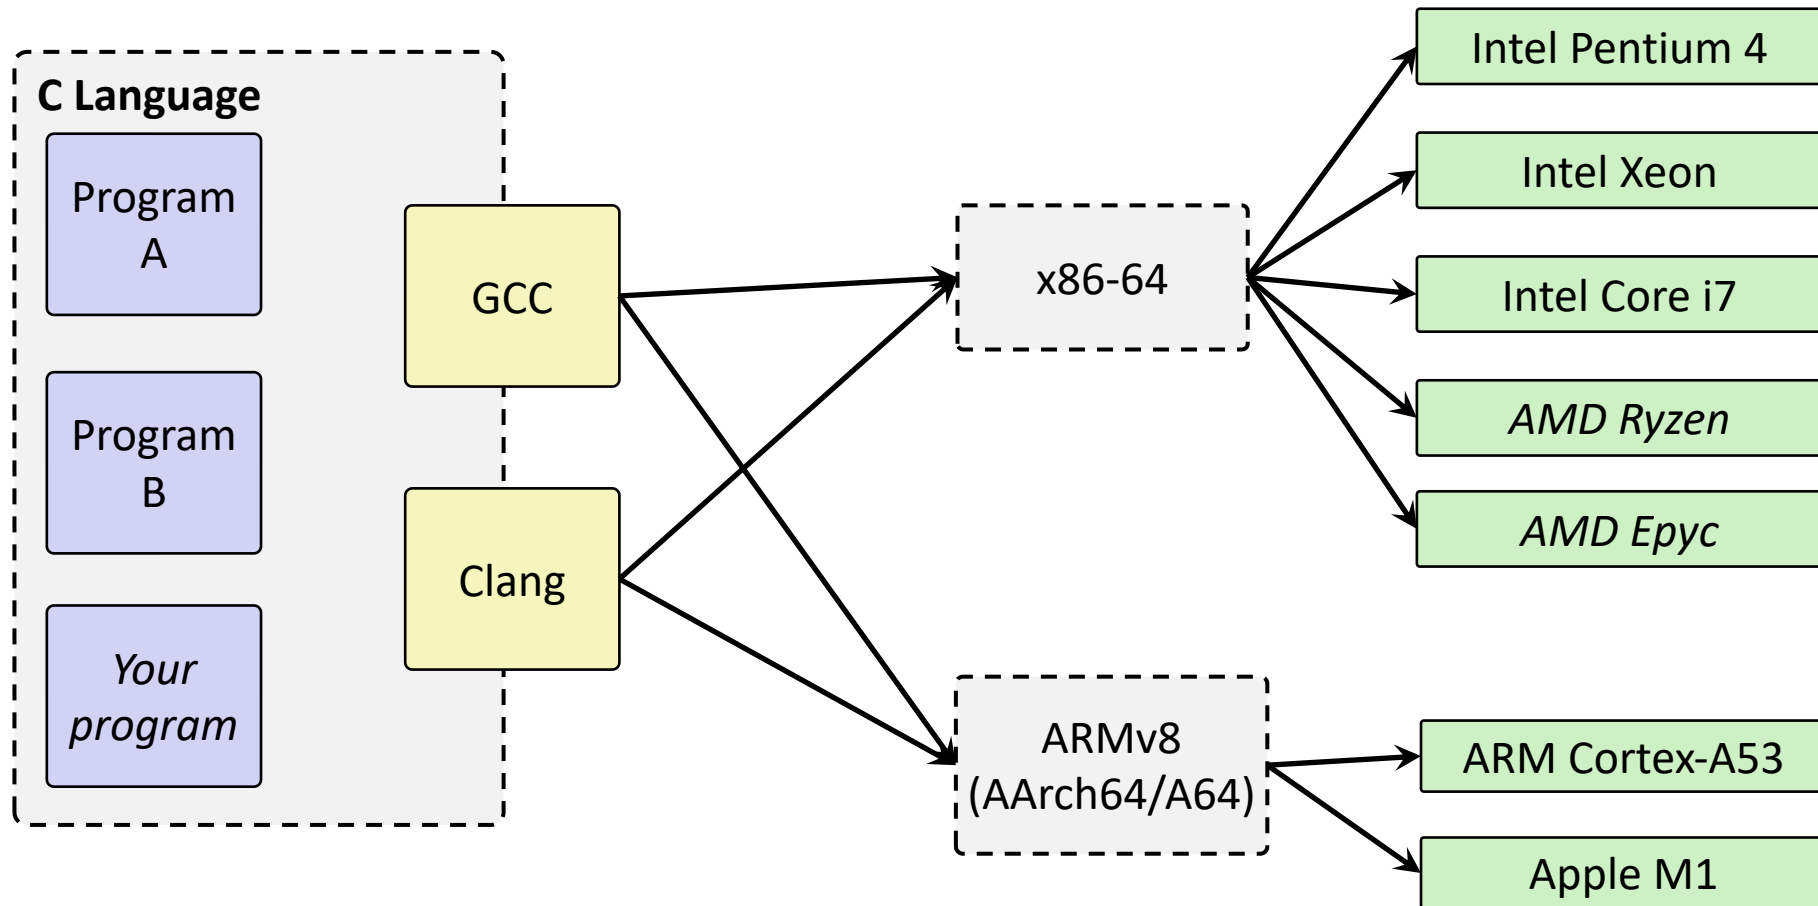 C Language
Program
A
Program
B
Your
program
GCC
Clang
x86-64
ARMv8
(AArch64/A64)
Intel Pentium 4
Intel Xeon
Intel Core i7
AMD Ryzen
AMD Epyc
ARM Cortex-A53
Apple M1